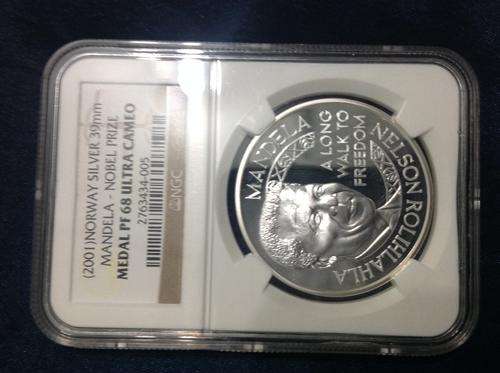 (2001)NORWAY SILVER 39mm
MANDELA - NOBEL PRIZE
MEDAL PF 68 ULTRA CAMEO
2763434-005
NGC
NELSON ROLIHLAHLA
MANDELA
A LONG
WALK TO
FREEDOM